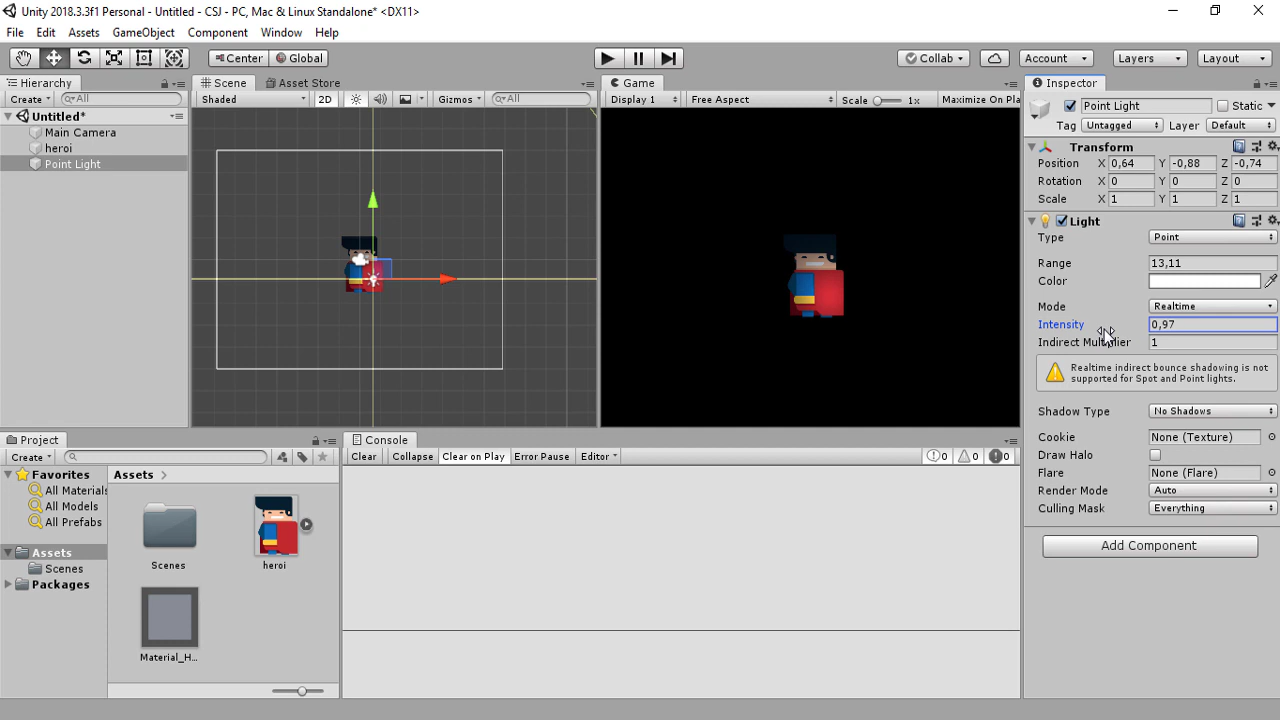 Unity 2018.3.3f1 Personal - Untitled - CSJ - PC, Mac & Linux Standalone* <DX11>
File Edit Assets GameObject Component Window Help
Center Global Collab Account Layers Layout
Hierarchy
Create All
Untitled*
Main Camera
heroi
Point Light
Scene Asset Store
Shaded 2D Gizmos All
Game
Display 1 Free Aspect Scale 1x Maximize On Pla
Inspector
Point Light Static
Tag Untagged Layer Default
Transform
Position X 0,64 Y -0,88 Z -0,74
Rotation X 0 Y 0 Z 0
Scale X 1 Y 1 Z 1
Light
Type Point
Range 13,11
Color
Mode Realtime
Intensity 0,97
Indirect Multiplier 1
Realtime indirect bounce shadowing is not
supported for Spot and Point lights.
Shadow Type No Shadows
Cookie None (Texture)
Draw Halo
Flare None (Flare)
Render Mode Auto
Culling Mask Everything
Add Component
Project
Create
Favorites
All Materials
All Models
All Prefabs
Assets
Scenes
Packages
Assets
Scenes
heroi
Material_H...
Console
Clear Collapse Clear on Play Error Pause Editor 0 0 0